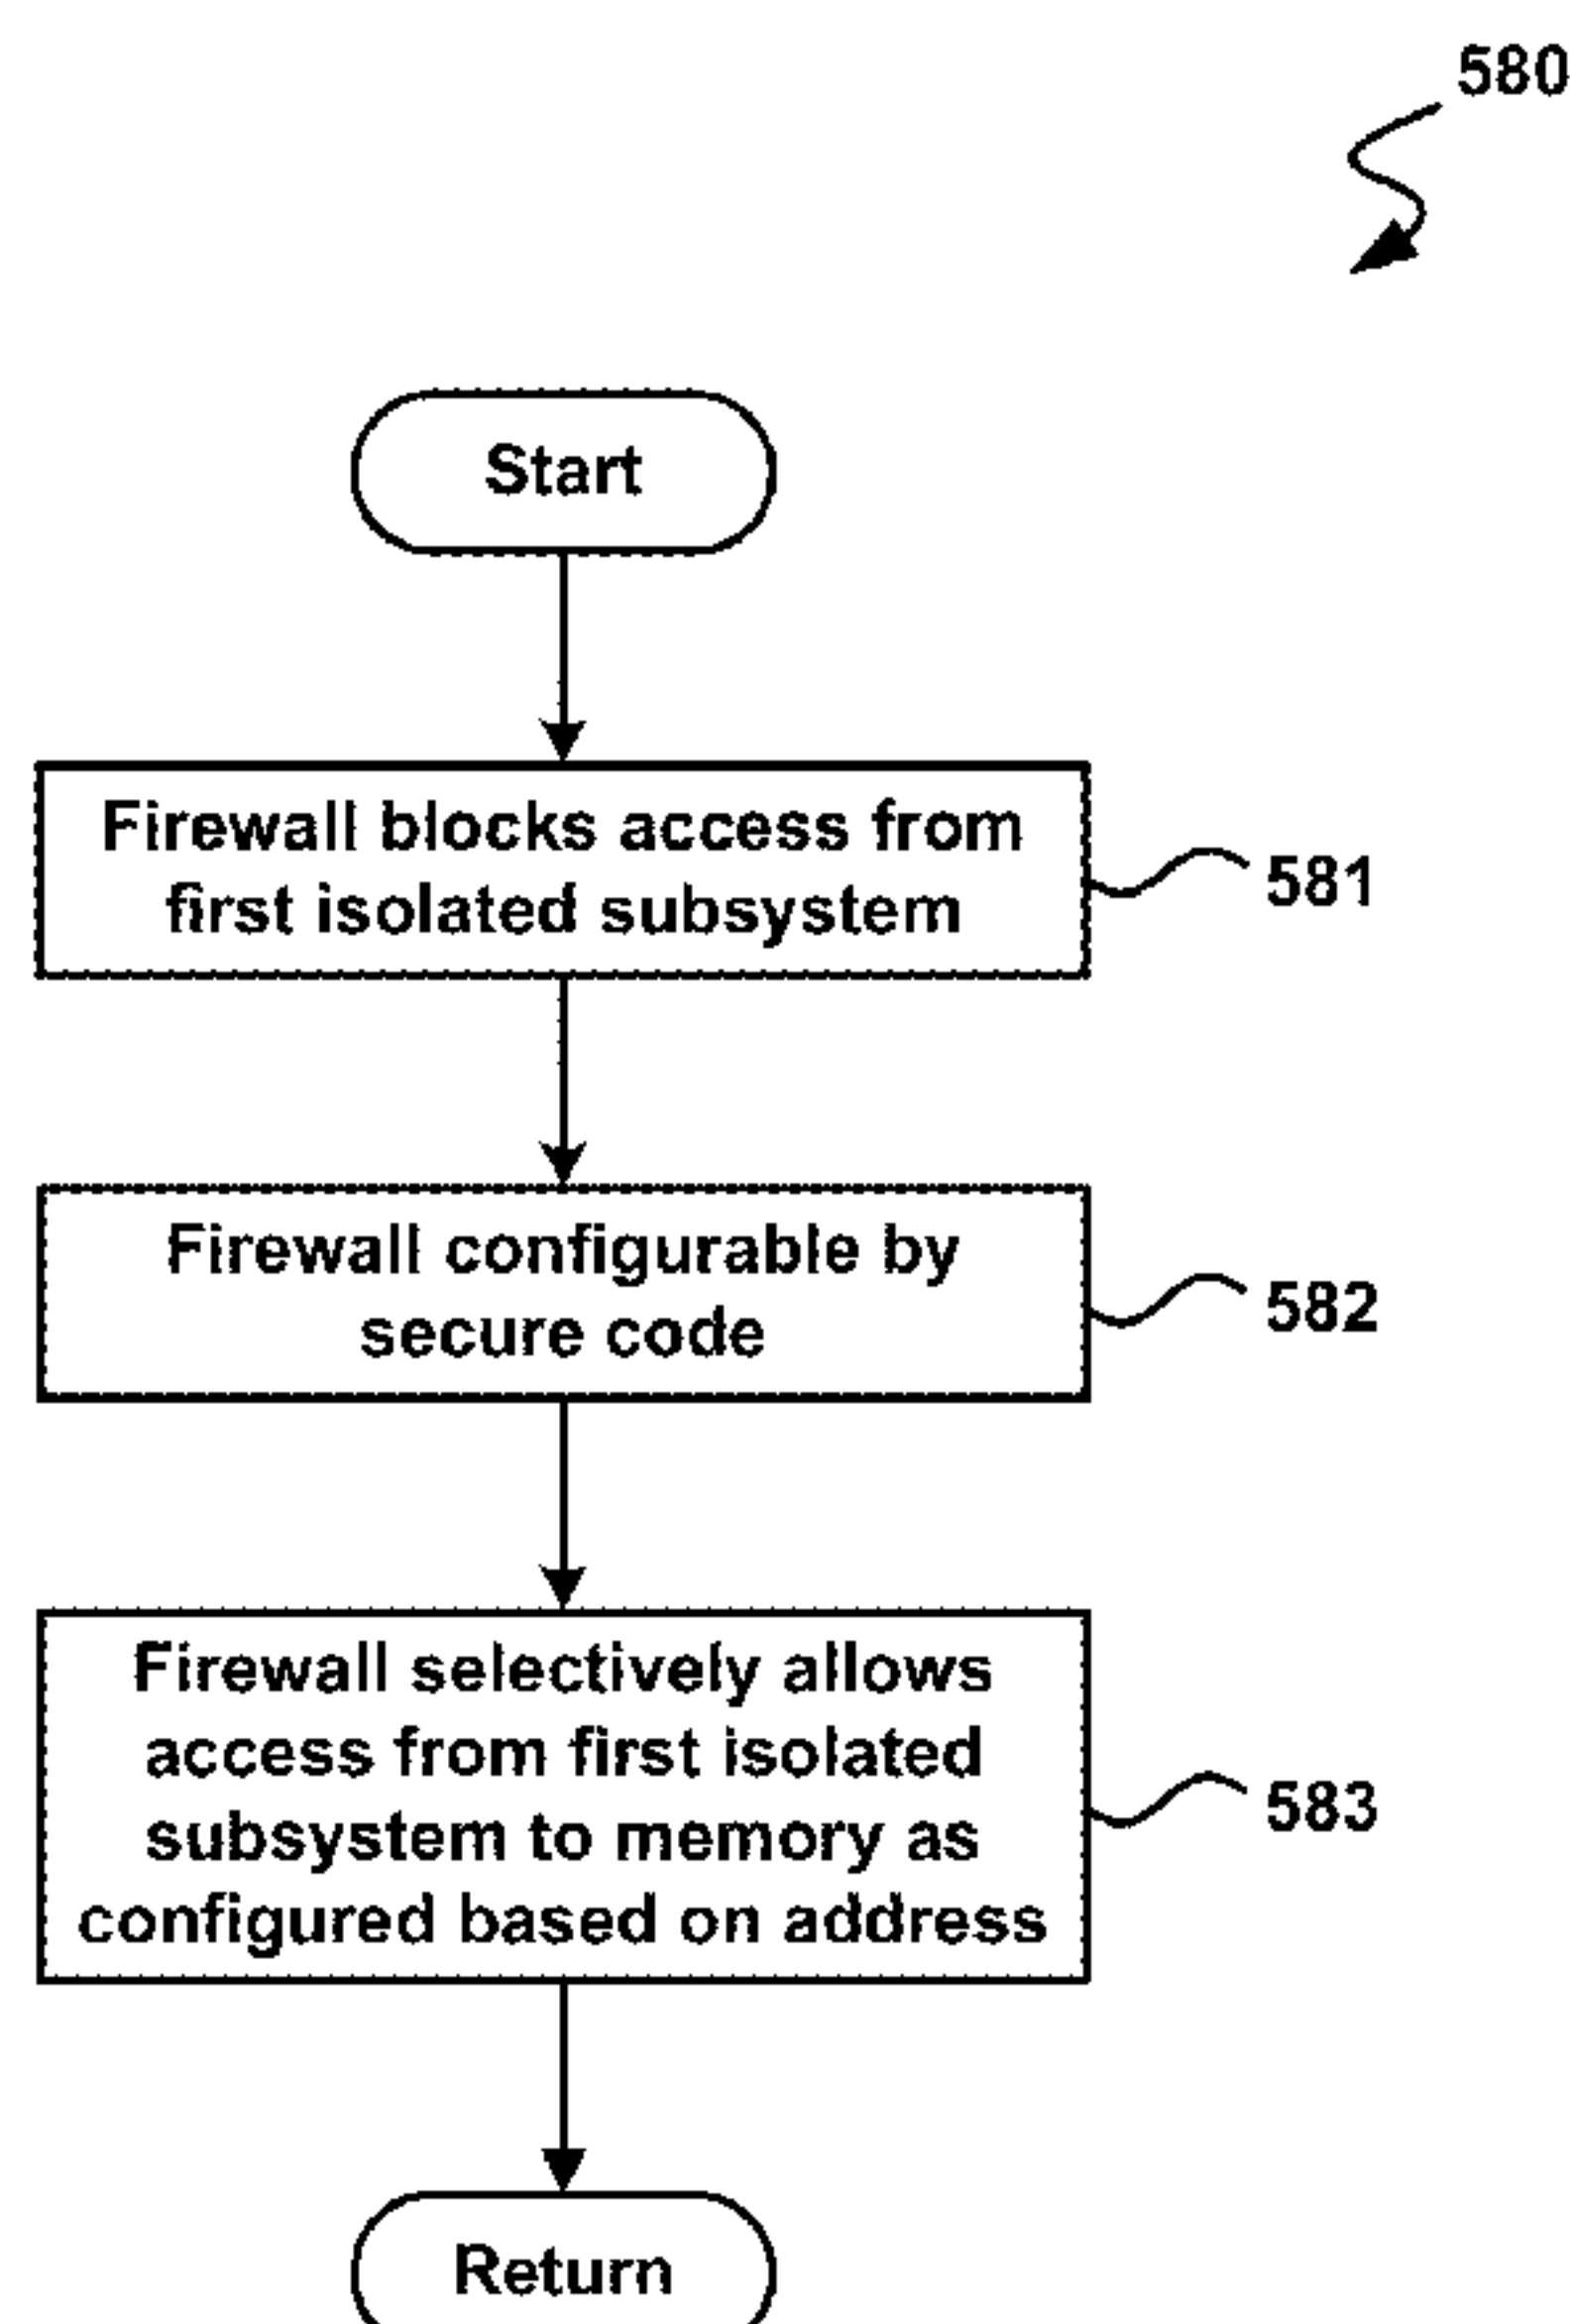 580
Start
Firewall blocks access from
first isolated subsystem
581
Firewall configurable by
secure code
582
Firewall selectively allows
access from first isolated
subsystem to memory as
configured based on address
583
Return